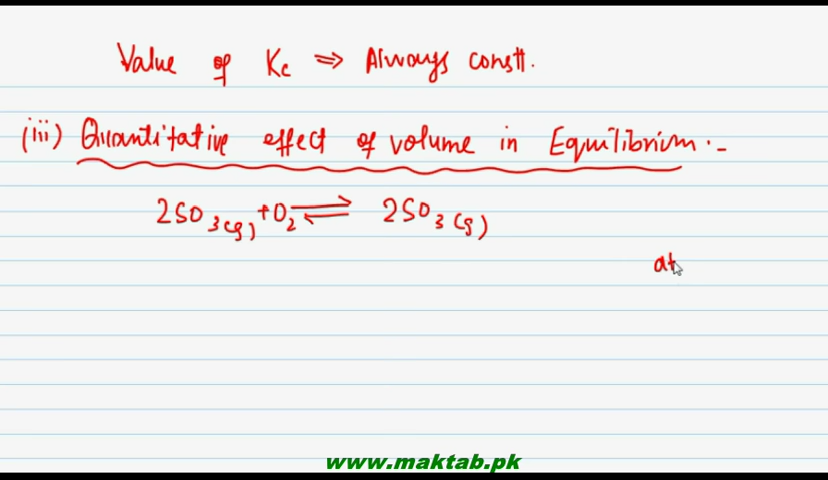 Value of Kc ⇒ Always constt.
(iii) Quantitative effect of volume in Equilibrium :-
2SO3(g) + O2 ⇌ 2SO3(g)
at
www.maktab.pk